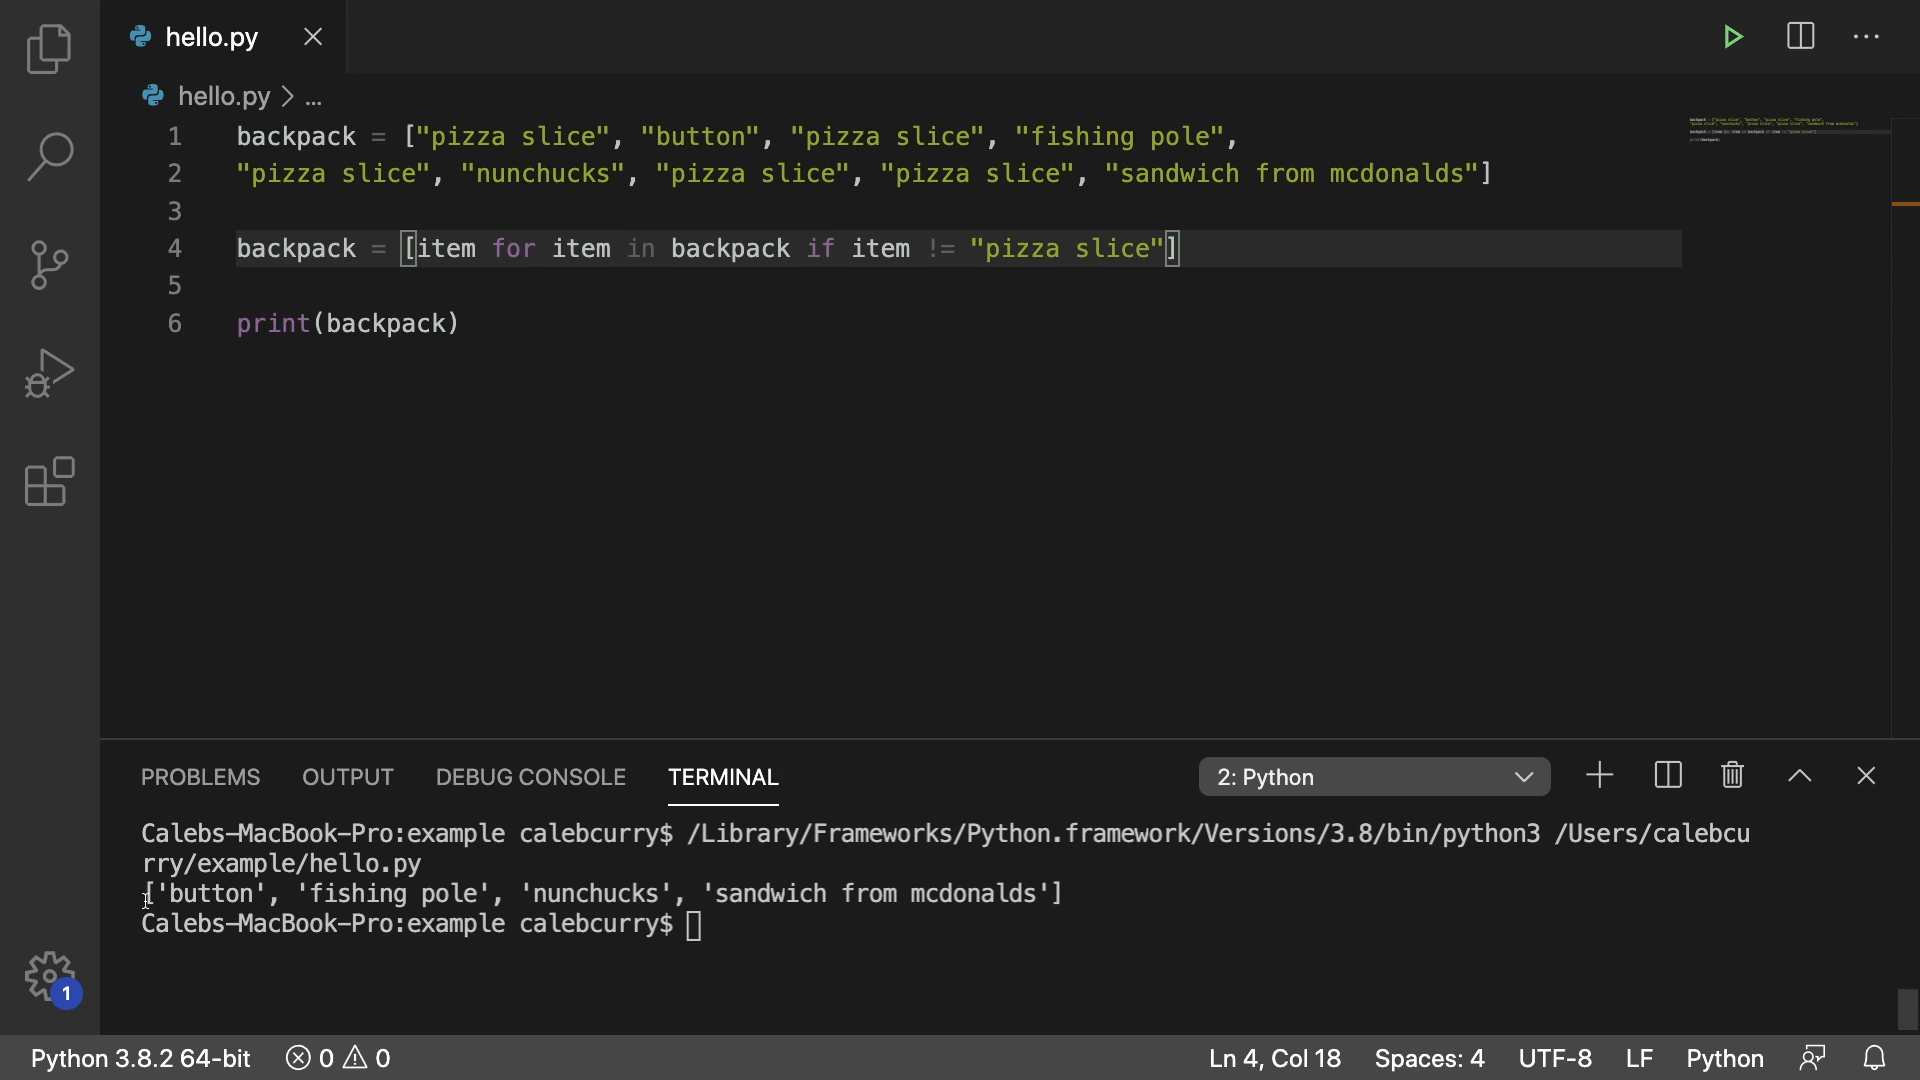 hello.py
hello.py > ...
1 backpack = ["pizza slice", "button", "pizza slice", "fishing pole",
2 "pizza slice", "nunchucks", "pizza slice", "pizza slice", "sandwich from mcdonalds"]
3
4 backpack = [item for item in backpack if item != "pizza slice"]
5
6 print(backpack)
PROBLEMS OUTPUT DEBUG CONSOLE TERMINAL 2: Python
Calebs-MacBook-Pro:example calebcurry$ /Library/Frameworks/Python.framework/Versions/3.8/bin/python3 /Users/calebcu
rry/example/hello.py
['button', 'fishing pole', 'nunchucks', 'sandwich from mcdonalds']
Calebs-MacBook-Pro:example calebcurry$
1
Python 3.8.2 64-bit 0 0 Ln 4, Col 18 Spaces: 4 UTF-8 LF Python